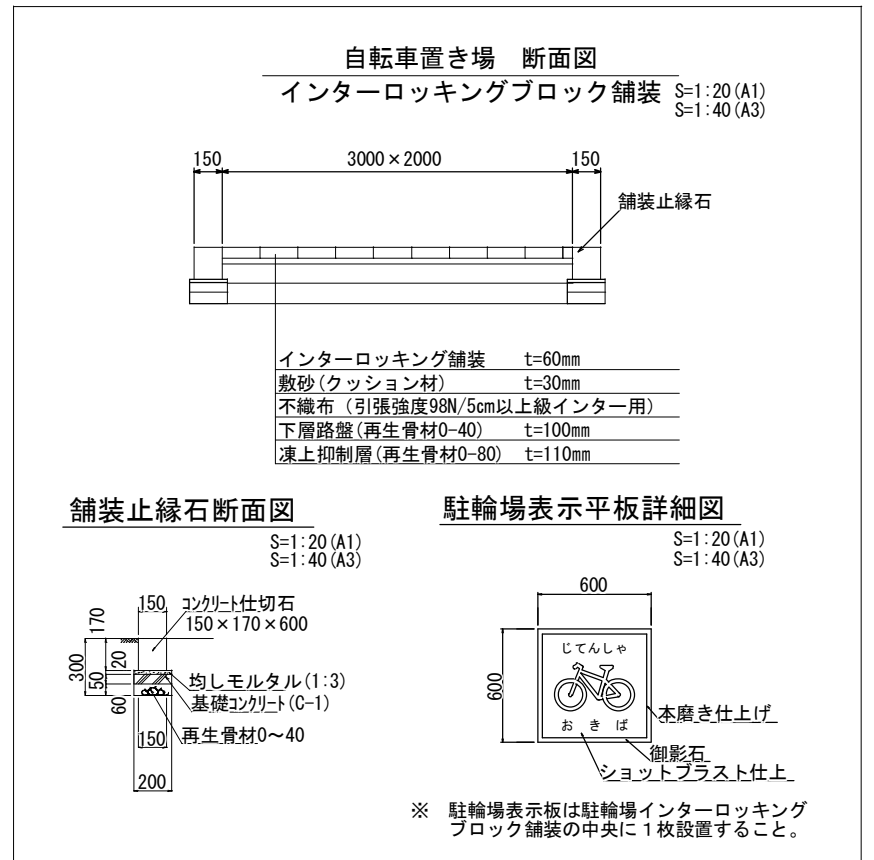 自転車置き場　断面図
インターロッキングブロック舗装 S=1:20(A1)
S=1:40(A3)
150 3000×2000 150
舗装止縁石
インターロッキング舗装 t=60mm
敷砂(クッション材) t=30mm
不織布（引張強度98N/5cm以上級インター用）
下層路盤(再生骨材0-40) t=100mm
凍上抑制層(再生骨材0-80) t=110mm
舗装止縁石断面図
S=1:20(A1)
S=1:40(A3)
150
コンクリート仕切石
150×170×600
170
300
20
50
60
均しモルタル(1:3)
基礎コンクリート(C-1)
再生骨材0～40
150
200
駐輪場表示平板詳細図
S=1:20(A1)
S=1:40(A3)
600
600
じてんしゃ
おきば
本磨き仕上げ
御影石
ショットブラスト仕上
※　駐輪場表示板は駐輪場インターロッキング
ブロック舗装の中央に１枚設置すること。